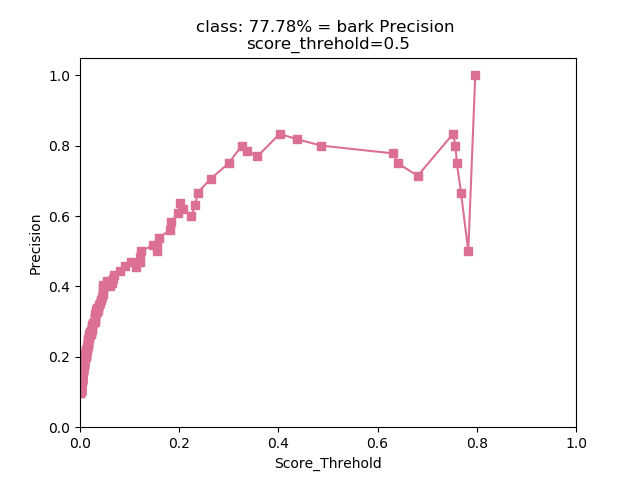 class: 77.78% = bark Precision
score_threhold=0.5
1.0
0.8
0.6
0.4
0.2
0.0
Precision
0.0 0.2 0.4 0.6 0.8 1.0
Score_Threhold